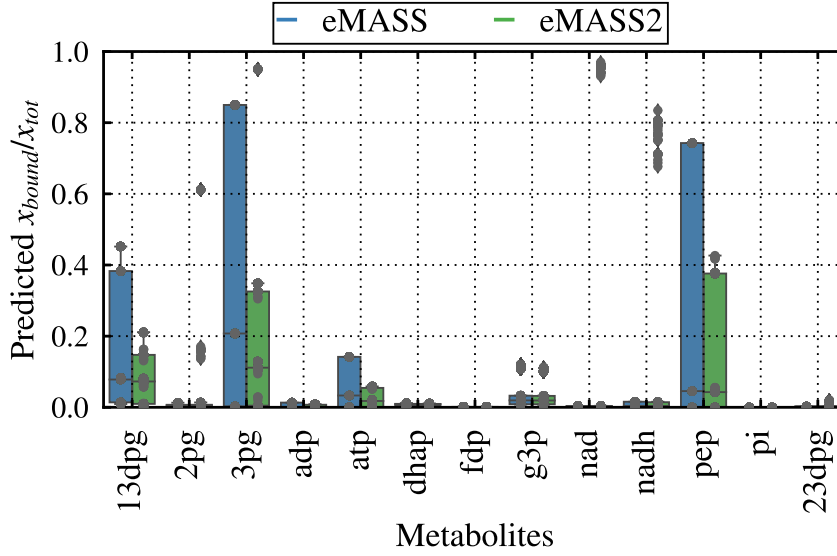 eMASS eMASS2
1.0
0.8
0.6
0.4
0.2
0.0
Predicted x_bound/x_tot
13dpg 2pg 3pg adp atp dhap fdp g3p nad nadh pep pi 23dpg
Metabolites